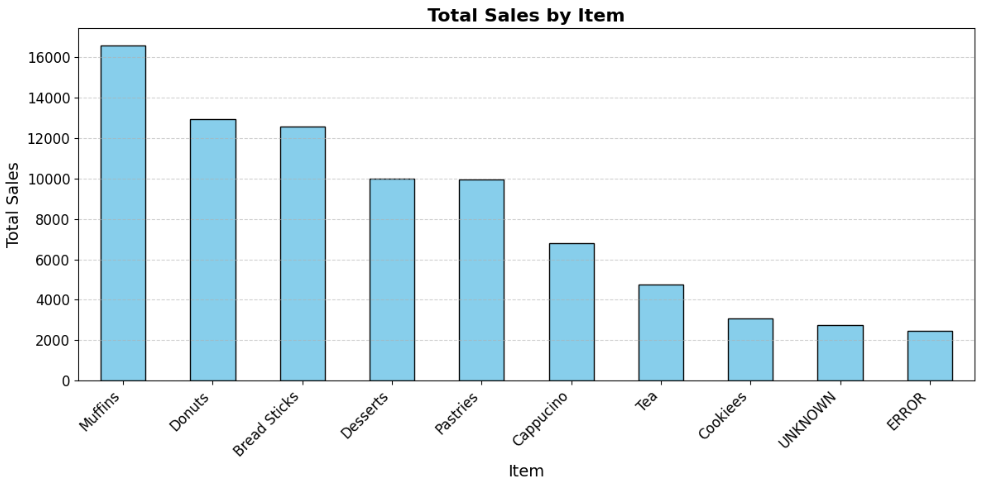 Total Sales by Item
Total Sales
16000
14000
12000
10000
8000
6000
4000
2000
0
Muffins
Donuts
Bread Sticks
Desserts
Pastries
Cappucino
Tea
Cookiees
UNKNOWN
ERROR
Item